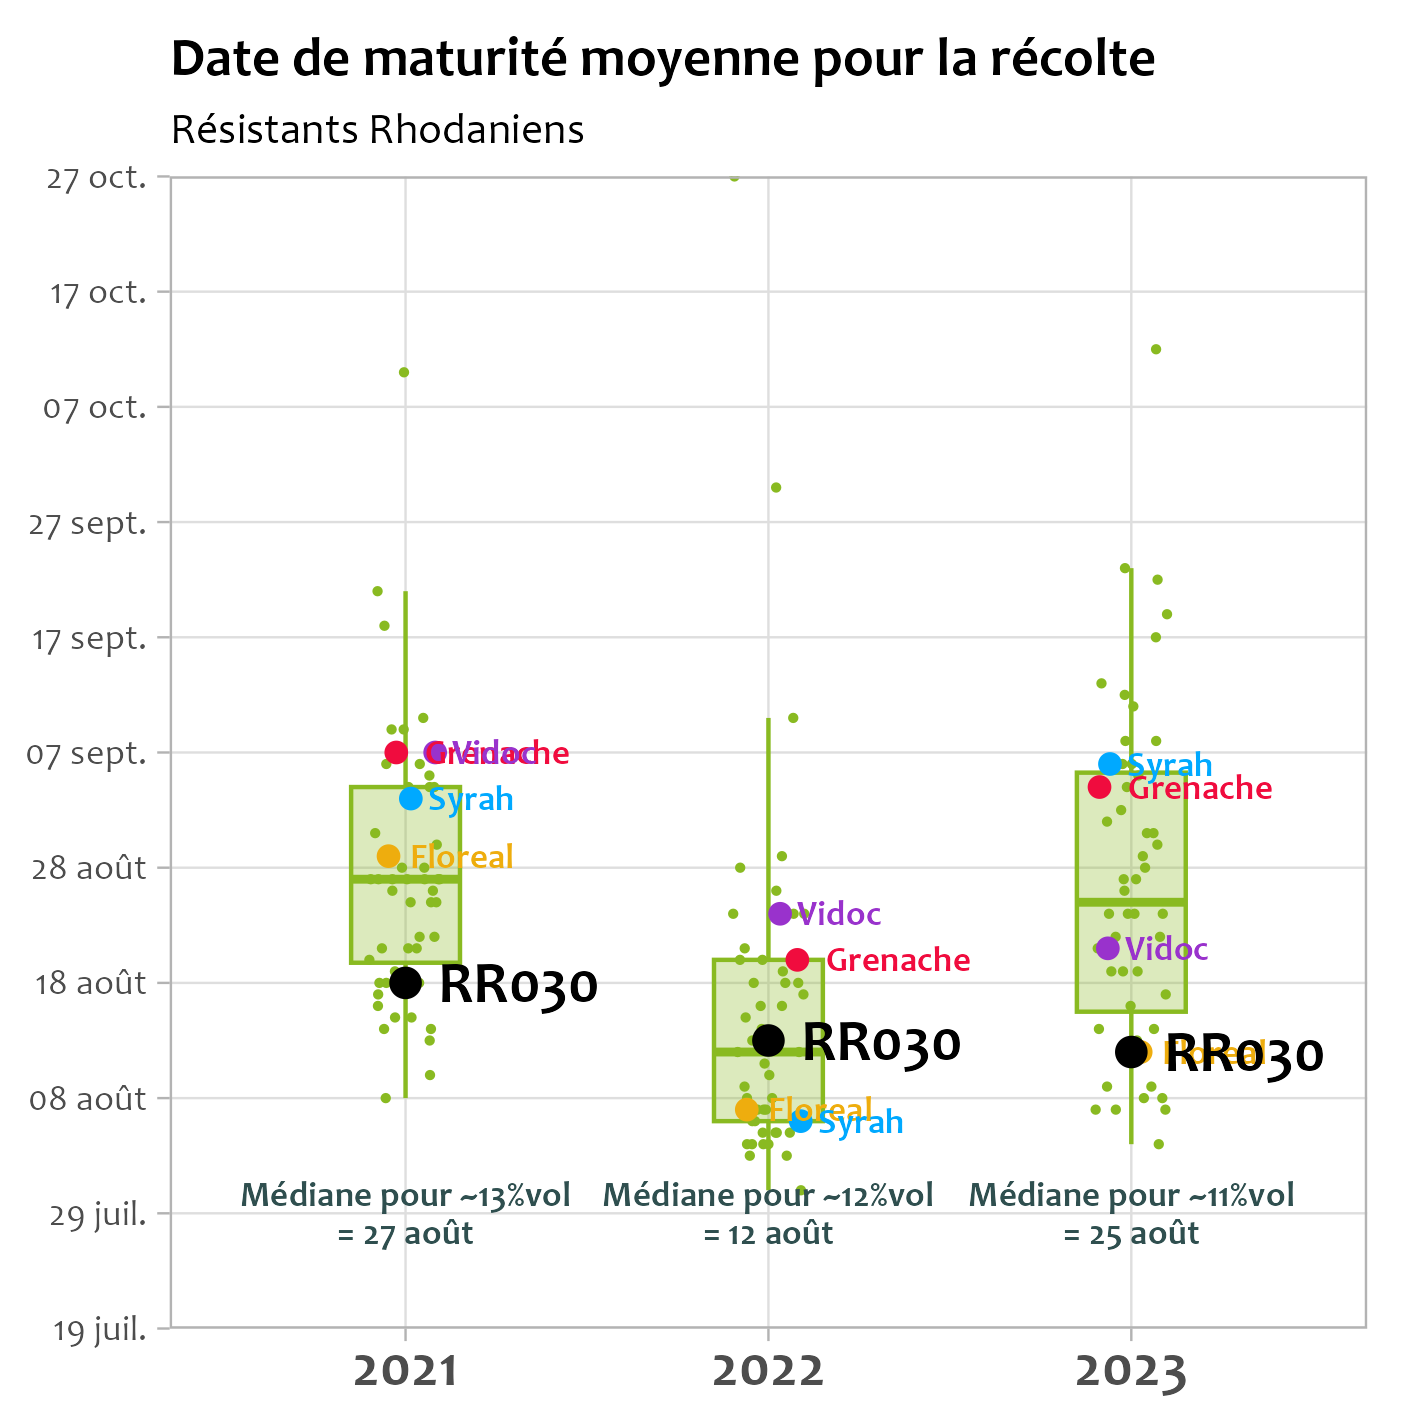 Date de maturité moyenne pour la récolte
Résistants Rhodaniens
27 oct.
17 oct.
07 oct.
27 sept.
17 sept.
07 sept.
28 août
18 août
08 août
29 juil.
19 juil.
Grenache
Vidoc
Syrah
Floreal
RR030
Vidoc
Grenache
RR030
Floreal
Syrah
Syrah
Grenache
Vidoc
RR030
Floreal
Médiane pour ~13%vol
= 27 août
Médiane pour ~12%vol
= 12 août
Médiane pour ~11%vol
= 25 août
2021
2022
2023